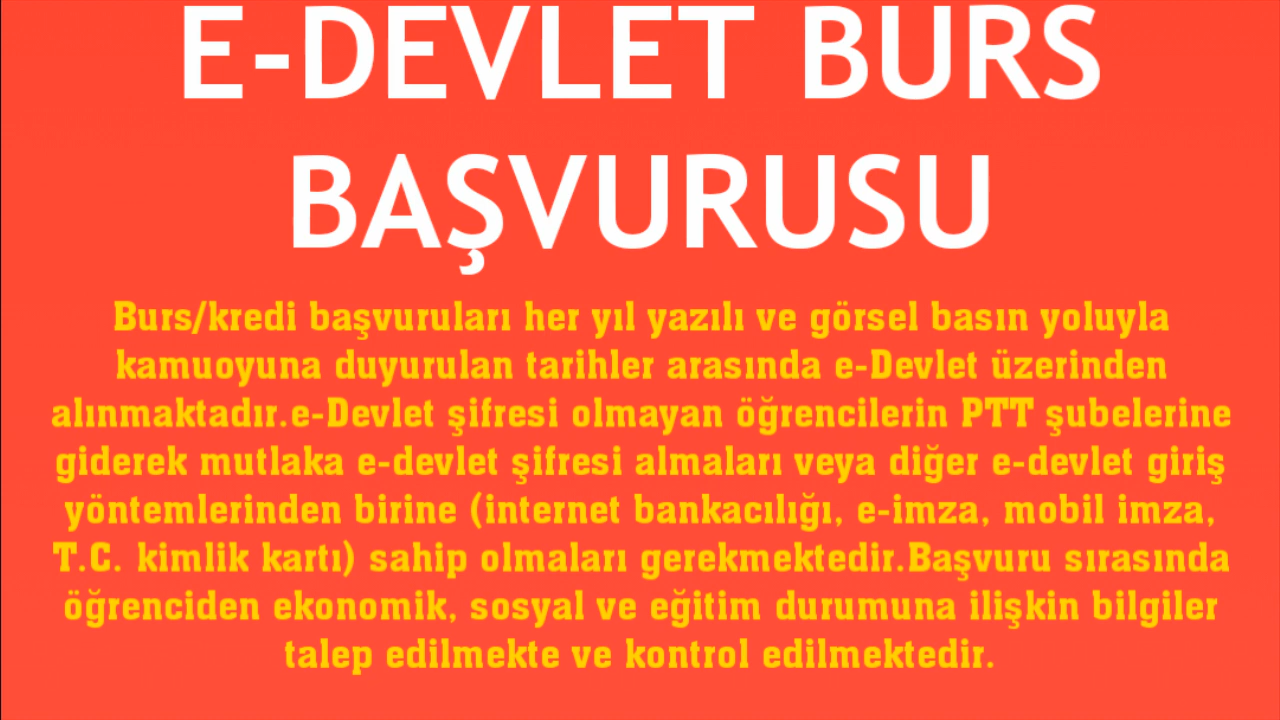 E-DEVLET BURS
BAŞVURUSU
Burs/kredi başvuruları her yıl yazılı ve görsel basın yoluyla
kamuoyuna duyurulan tarihler arasında e-Devlet üzerinden
alınmaktadır.e-Devlet şifresi olmayan öğrencilerin PTT şubelerine
giderek mutlaka e-devlet şifresi almaları veya diğer e-devlet giriş
yöntemlerinden birine (internet bankacılığı, e-imza, mobil imza,
T.C. kimlik kartı) sahip olmaları gerekmektedir.Başvuru sırasında
öğrenciden ekonomik, sosyal ve eğitim durumuna ilişkin bilgiler
talep edilmekte ve kontrol edilmektedir.